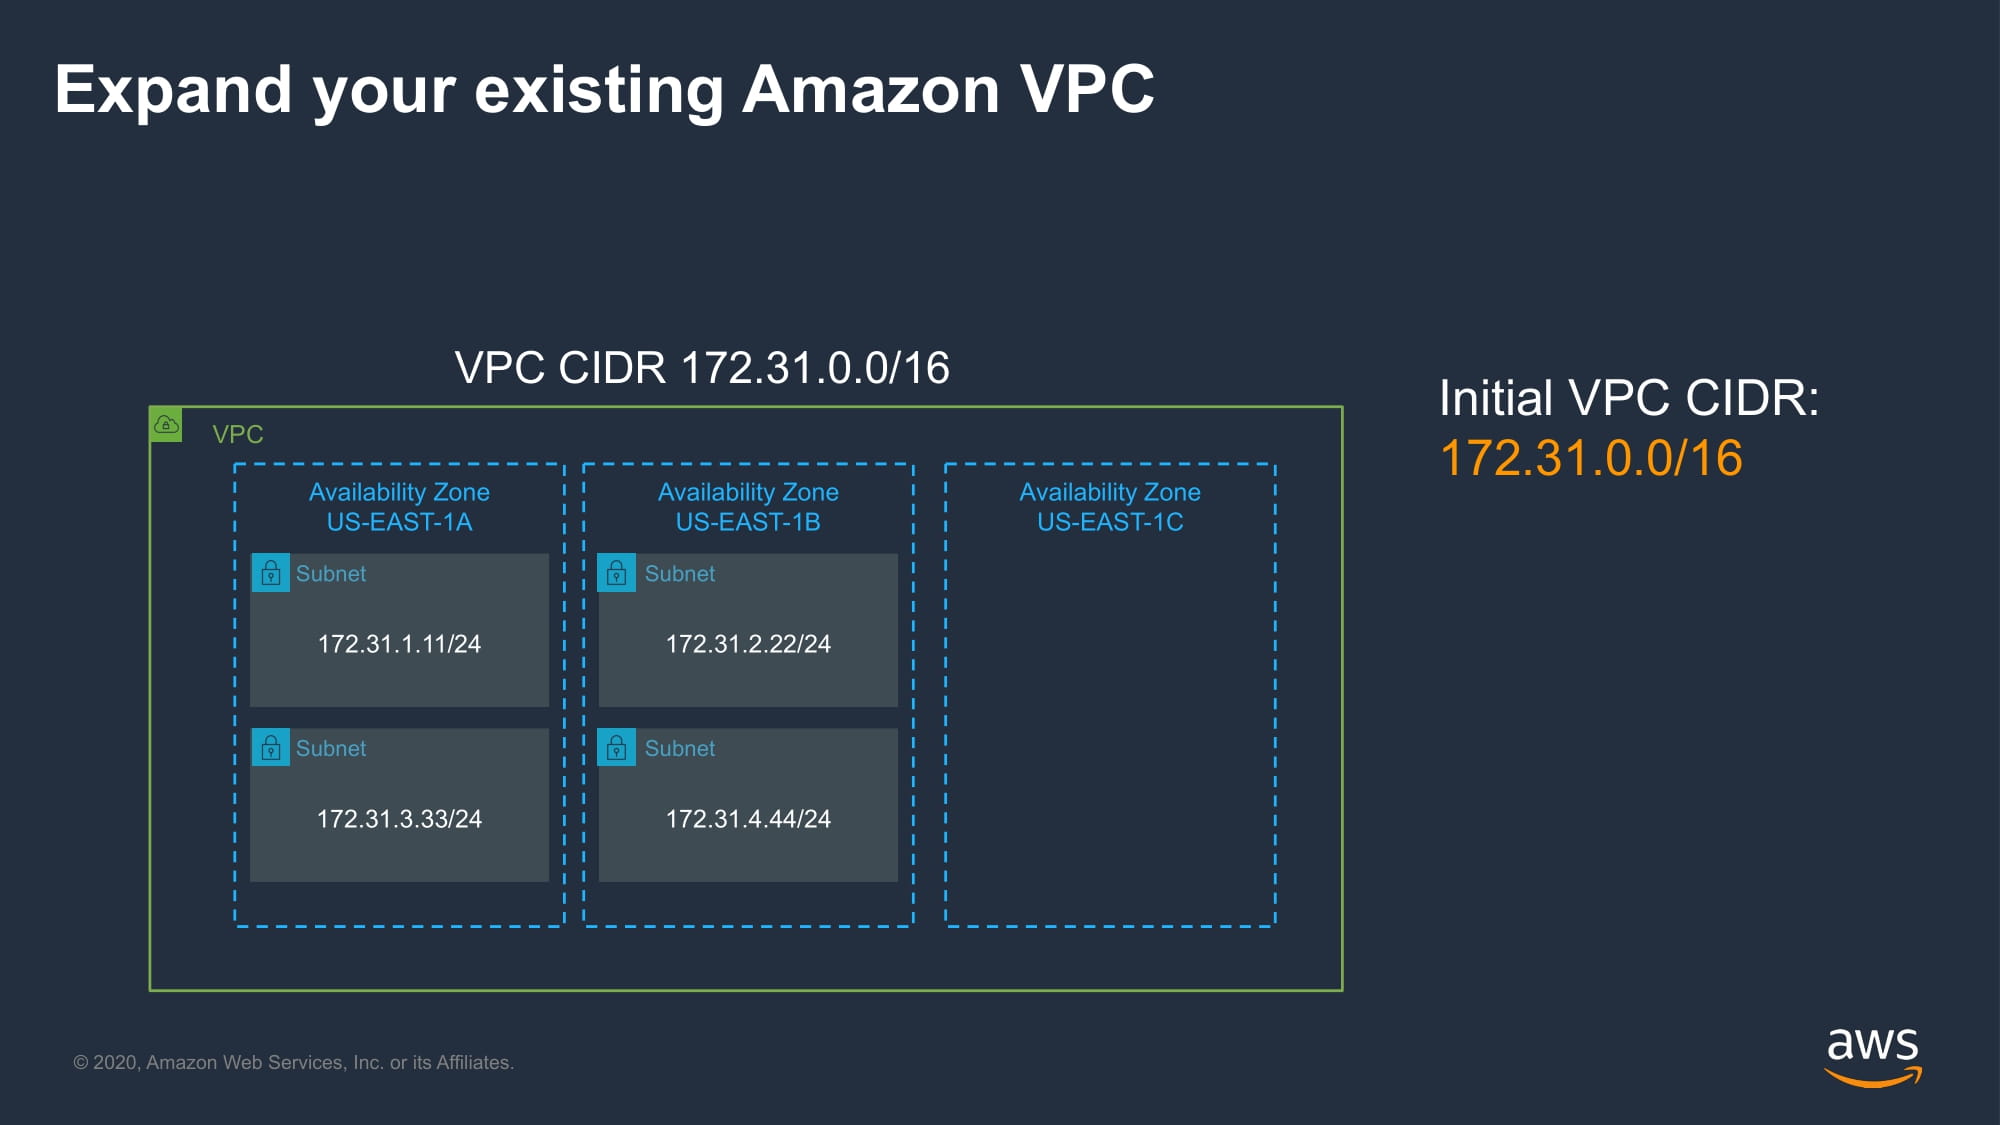 Expand your existing Amazon VPC
VPC CIDR 172.31.0.0/16
Initial VPC CIDR:
172.31.0.0/16
VPC
Availability Zone
US-EAST-1A
Subnet
172.31.1.11/24
Subnet
172.31.3.33/24
Availability Zone
US-EAST-1B
Subnet
172.31.2.22/24
Subnet
172.31.4.44/24
Availability Zone
US-EAST-1C
© 2020, Amazon Web Services, Inc. or its Affiliates.
aws